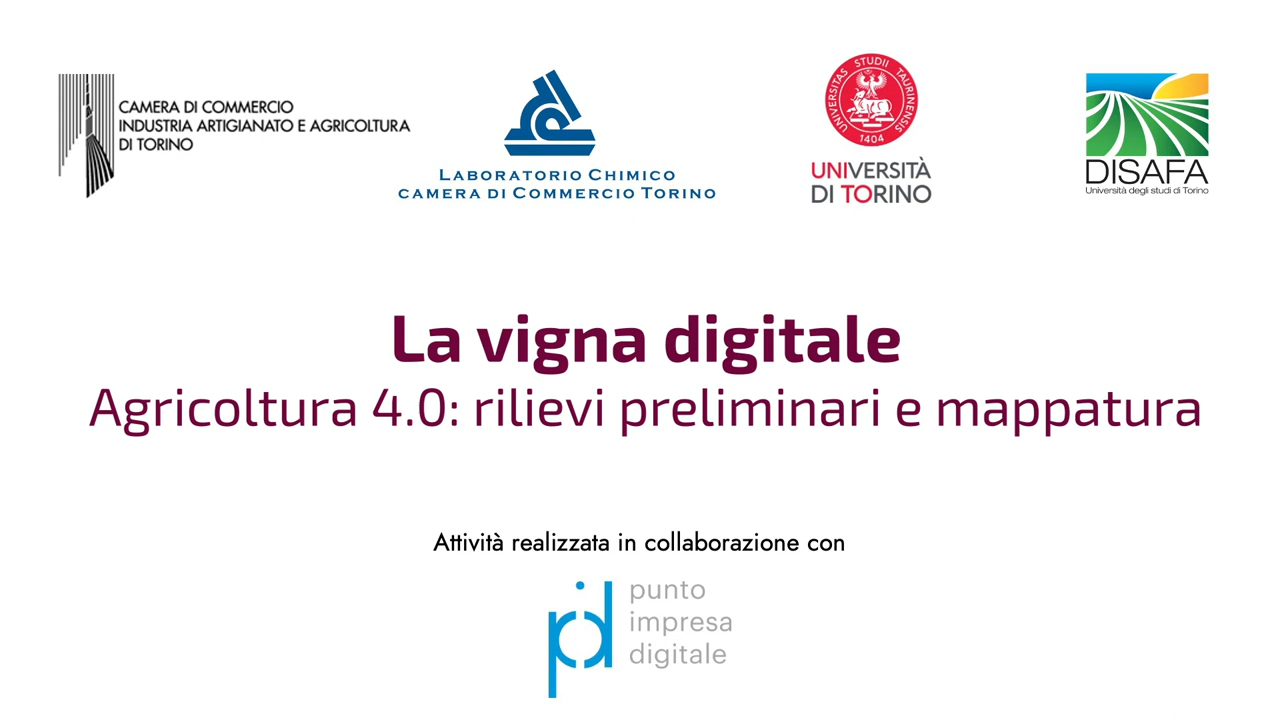 CAMERA DI COMMERCIO
INDUSTRIA ARTIGIANATO E AGRICOLTURA
DI TORINO
LABORATORIO CHIMICO
CAMERA DI COMMERCIO TORINO
UNIVERSITAS STUDII TAURINENSIS
1404
UNIVERSITÀ
DI TORINO
DISAFA
Università degli studi di Torino
La vigna digitale
Agricoltura 4.0: rilievi preliminari e mappatura
Attività realizzata in collaborazione con
pid
punto
impresa
digitale